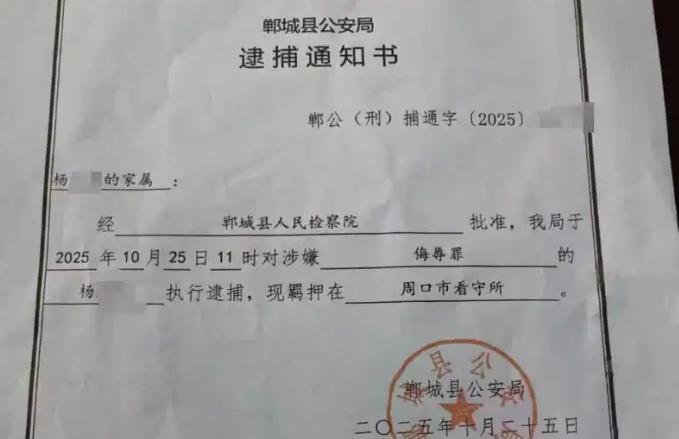 郸城县公安局
逮捕通知书
郸公（刑）捕通字〔2025〕
杨 的家属：
经 郸城县人民检察院 批准，我局于
2025 年 10 月 25 日 11 时对涉嫌 侮辱罪 的
杨 执行逮捕，现羁押在 周口市看守所 。
郸城县公安局
二〇二五年十月二十五日
城县公